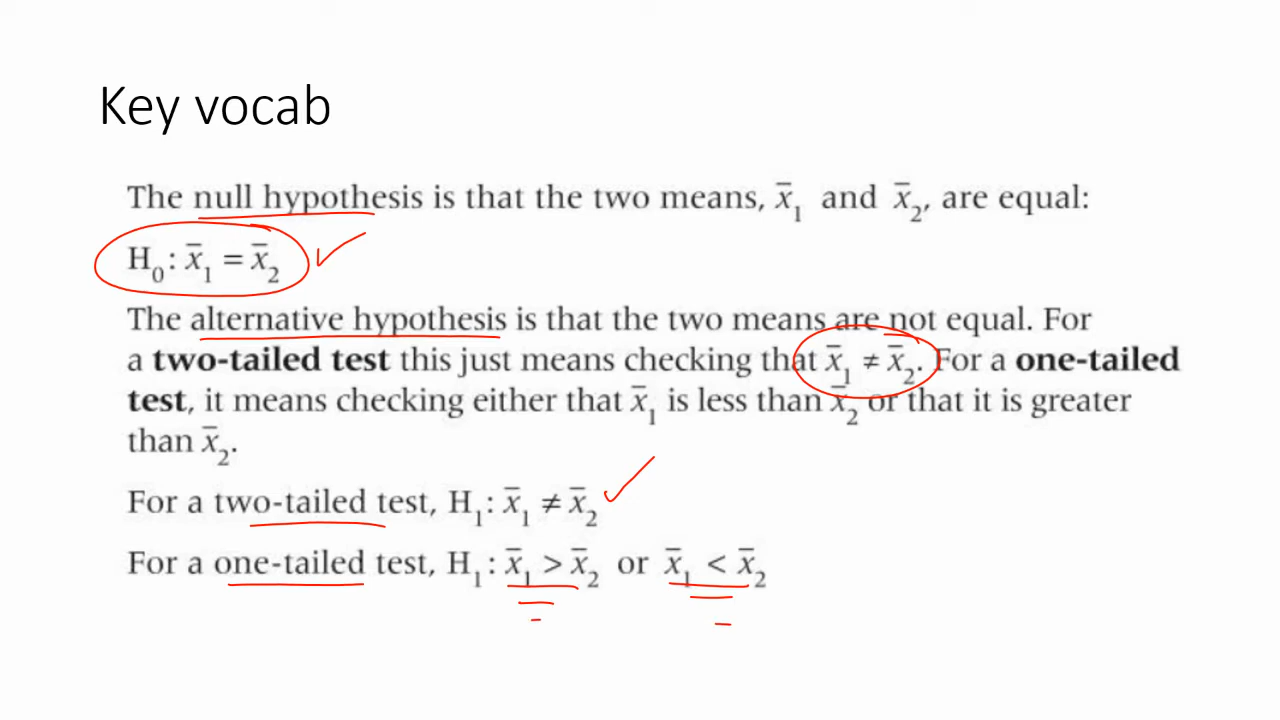 Key vocab
The null hypothesis is that the two means, x̄₁ and x̄₂, are equal:
H₀: x̄₁ = x̄₂
The alternative hypothesis is that the two means are not equal. For
a two-tailed test this just means checking that x̄₁ ≠ x̄₂. For a one-tailed
test, it means checking either that x̄₁ is less than x̄₂ or that it is greater
than x̄₂.
For a two-tailed test, H₁: x̄₁ ≠ x̄₂
For a one-tailed test, H₁: x̄₁ > x̄₂ or x̄₁ < x̄₂